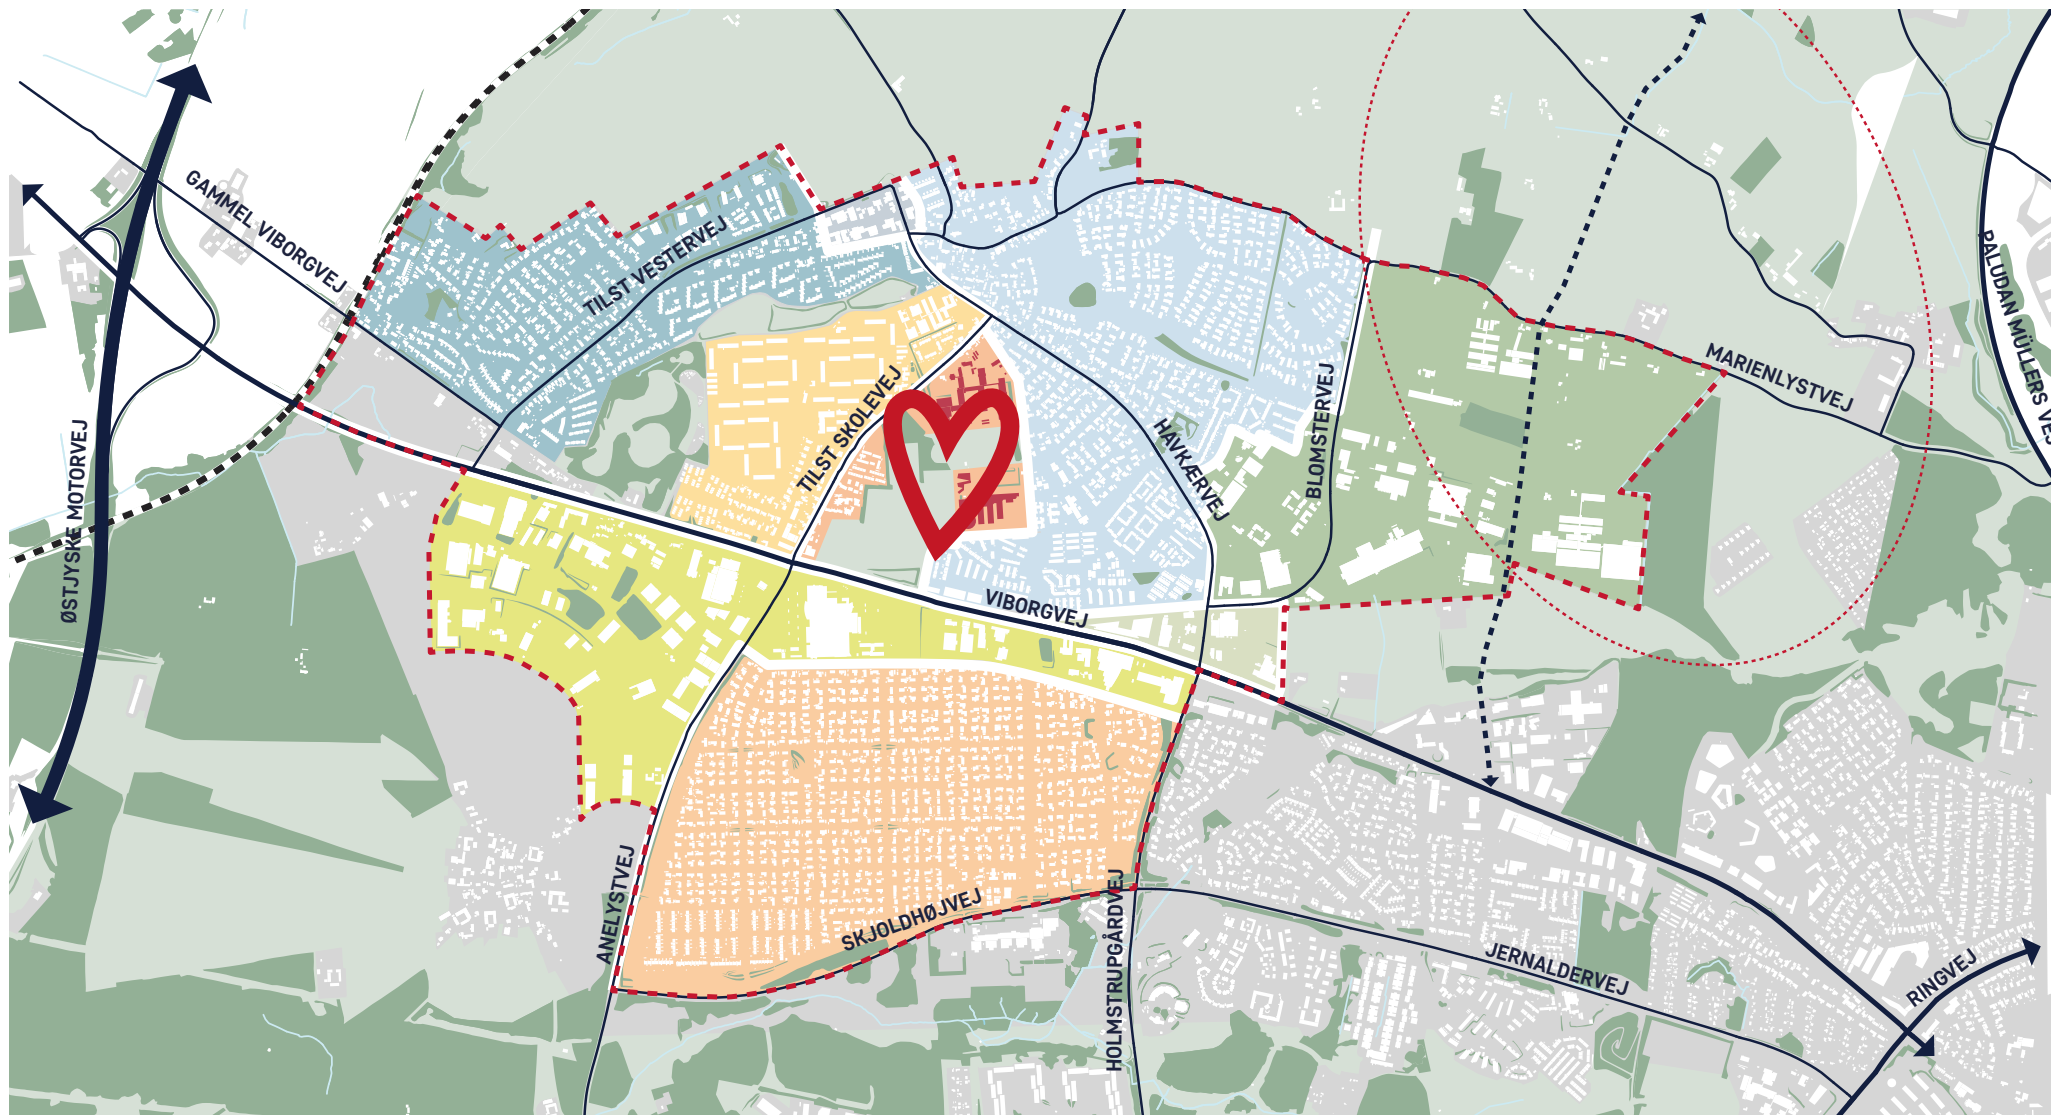 GAMMEL VIBORGVEJ
TILST VESTERVEJ
PALUDAN MÜLLERS VEJ
MARIENLYSTVEJ
TILST SKOLEVEJ
BLOMSTERVEJ
HAVKÆRVEJ
ØSTJYSKE MOTORVEJ
VIBORGVEJ
ANELYSTVEJ
SKJOLDHØJVEJ
HOLMSTRUPGÅRDVEJ
JERNALDERVEJ
RINGVEJ